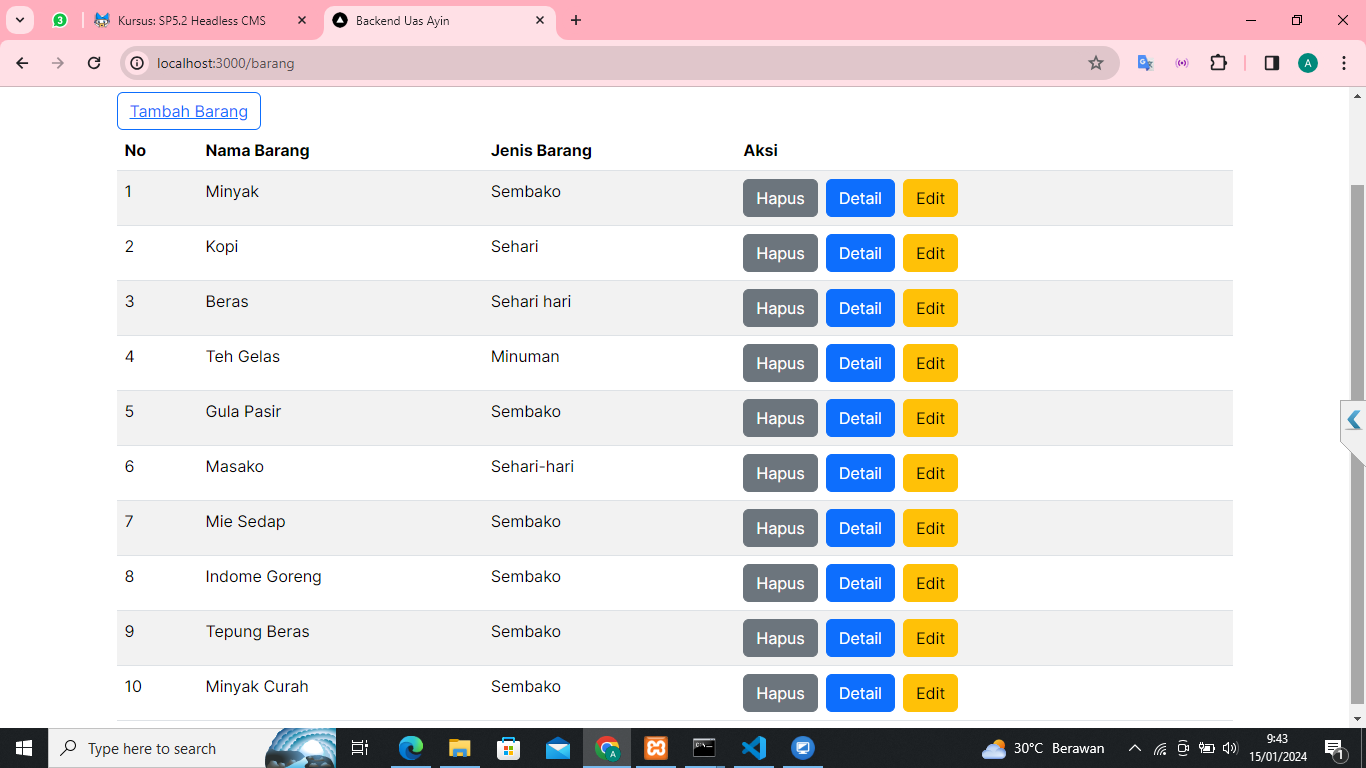 3
Kursus: SP5.2 Headless CMS
Backend Uas Ayin
localhost:3000/barang
A
Tambah Barang
No Nama Barang Jenis Barang Aksi
1 Minyak Sembako Hapus Detail Edit
2 Kopi Sehari Hapus Detail Edit
3 Beras Sehari hari Hapus Detail Edit
4 Teh Gelas Minuman Hapus Detail Edit
5 Gula Pasir Sembako Hapus Detail Edit
6 Masako Sehari-hari Hapus Detail Edit
7 Mie Sedap Sembako Hapus Detail Edit
8 Indome Goreng Sembako Hapus Detail Edit
9 Tepung Beras Sembako Hapus Detail Edit
10 Minyak Curah Sembako Hapus Detail Edit
Type here to search
30°C Berawan
9:43
15/01/2024
1